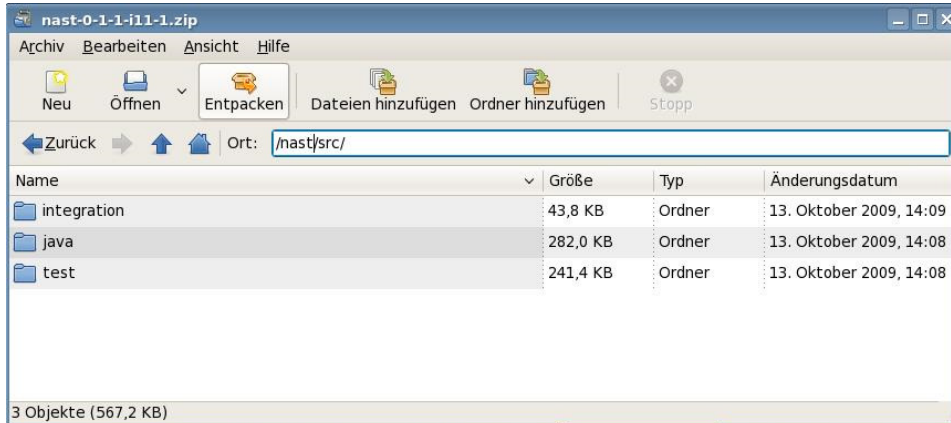 nast-0-1-1-i11-1.zip
Archiv Bearbeiten Ansicht Hilfe
Neu Öffnen Entpacken Dateien hinzufügen Ordner hinzufügen Stopp
Zurück Ort: /nast/src/
Name Größe Typ Änderungsdatum
integration 43,8 KB Ordner 13. Oktober 2009, 14:09
java 282,0 KB Ordner 13. Oktober 2009, 14:08
test 241,4 KB Ordner 13. Oktober 2009, 14:08
3 Objekte (567,2 KB)